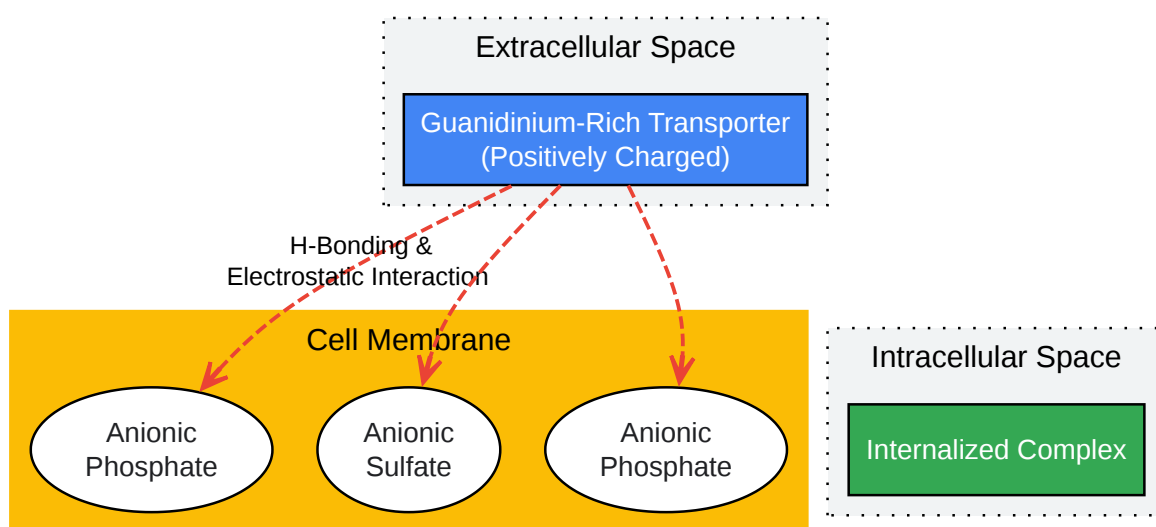 Extracellular Space
Guanidinium-Rich Transporter
(Positively Charged)
H-Bonding &
Electrostatic Interaction
Cell Membrane
Anionic
Phosphate
Anionic
Sulfate
Anionic
Phosphate
Intracellular Space
Internalized Complex